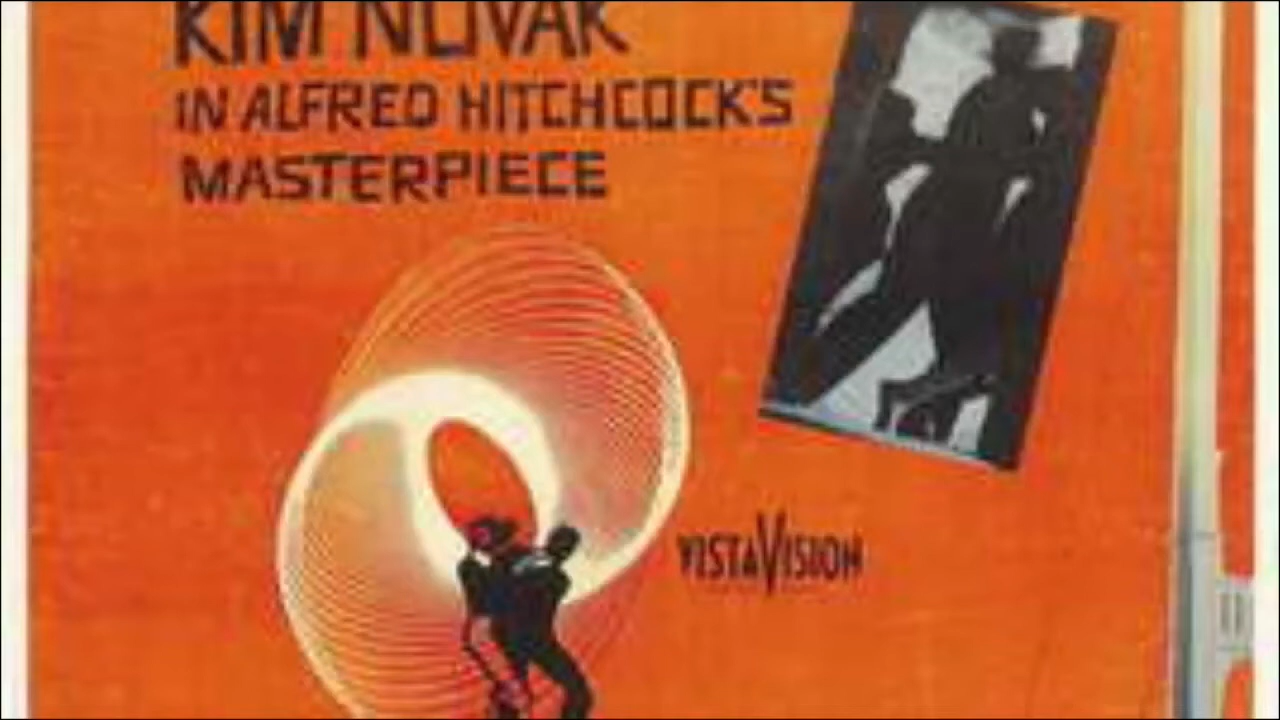 KIM NOVAK
IN ALFRED HITCHCOCK'S
MASTERPIECE
VISTAVISION